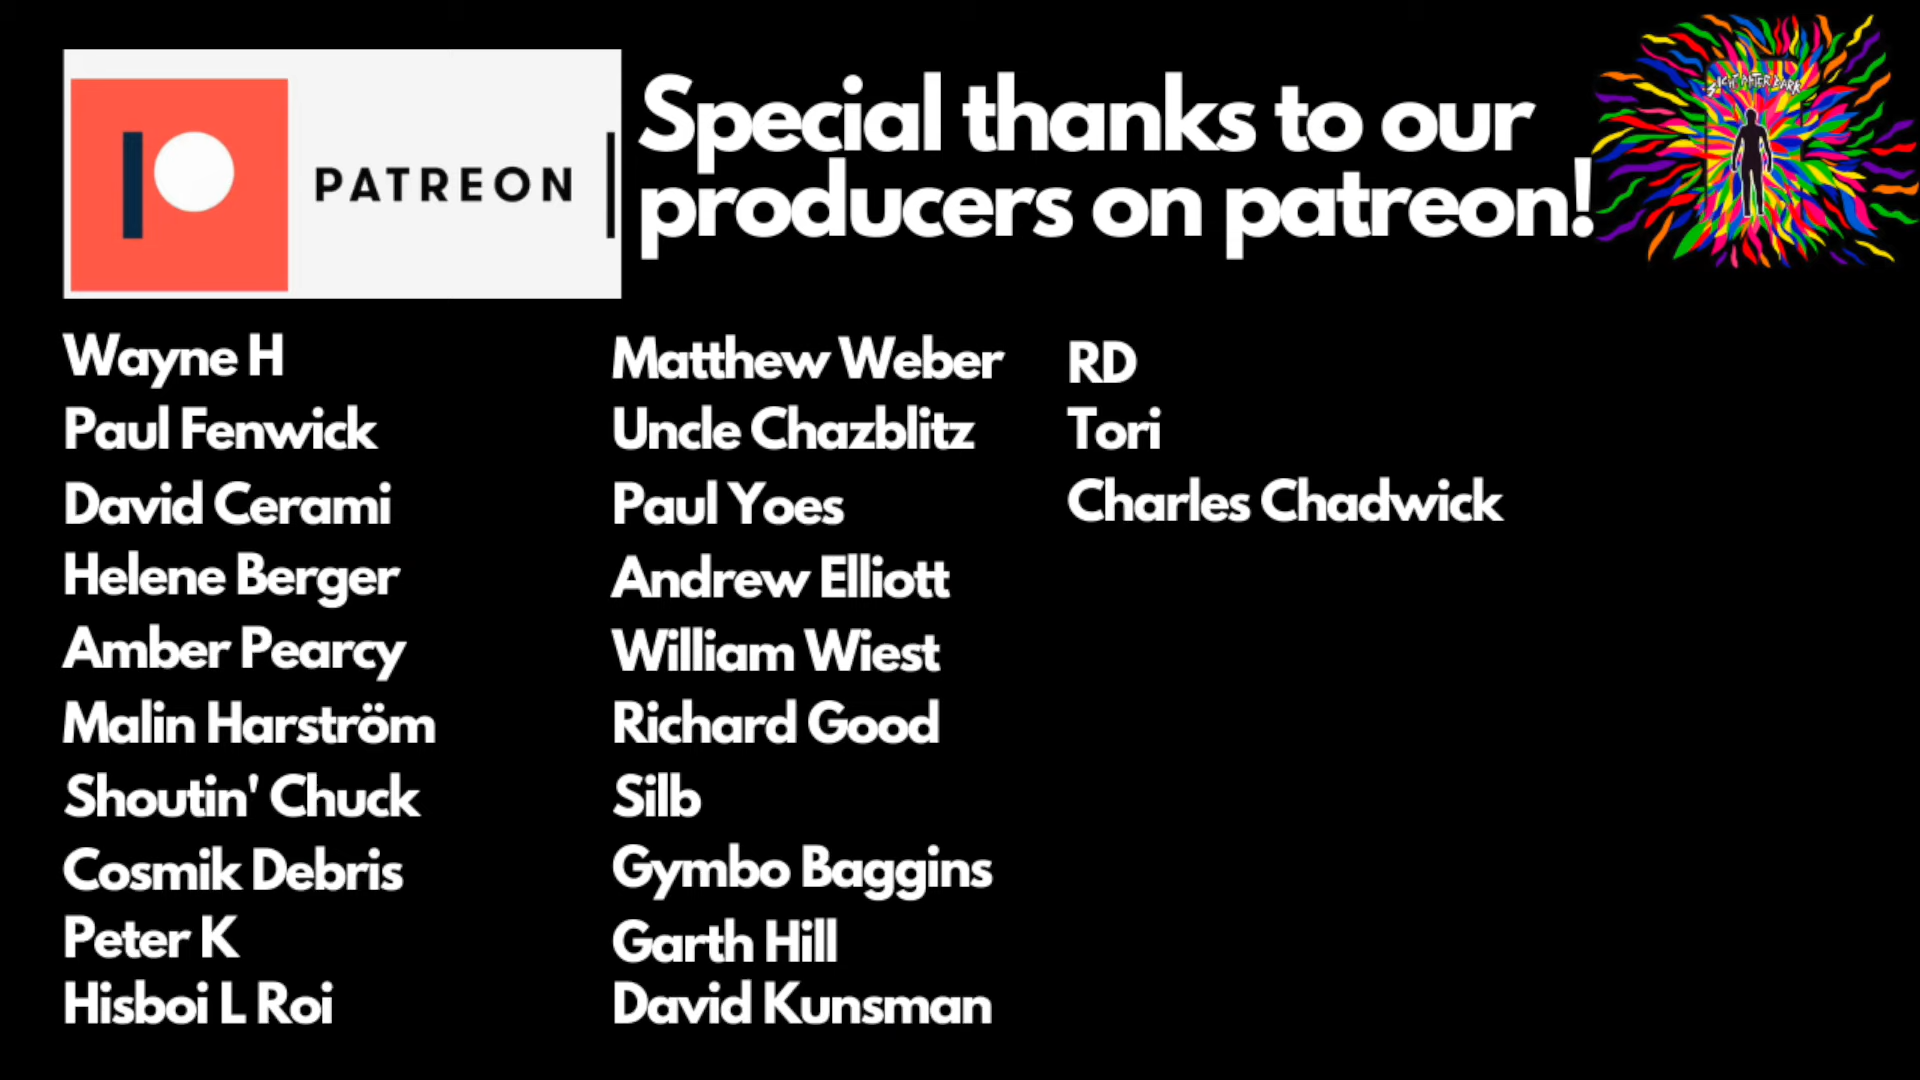 PATREON
Special thanks to our
producers on patreon!
Wayne H
Paul Fenwick
David Cerami
Helene Berger
Amber Pearcy
Malin Harström
Shoutin' Chuck
Cosmik Debris
Peter K
Hisboi L Roi
Matthew Weber
Uncle Chazblitz
Paul Yoes
Andrew Elliott
William Wiest
Richard Good
Silb
Gymbo Baggins
Garth Hill
David Kunsman
RD
Tori
Charles Chadwick